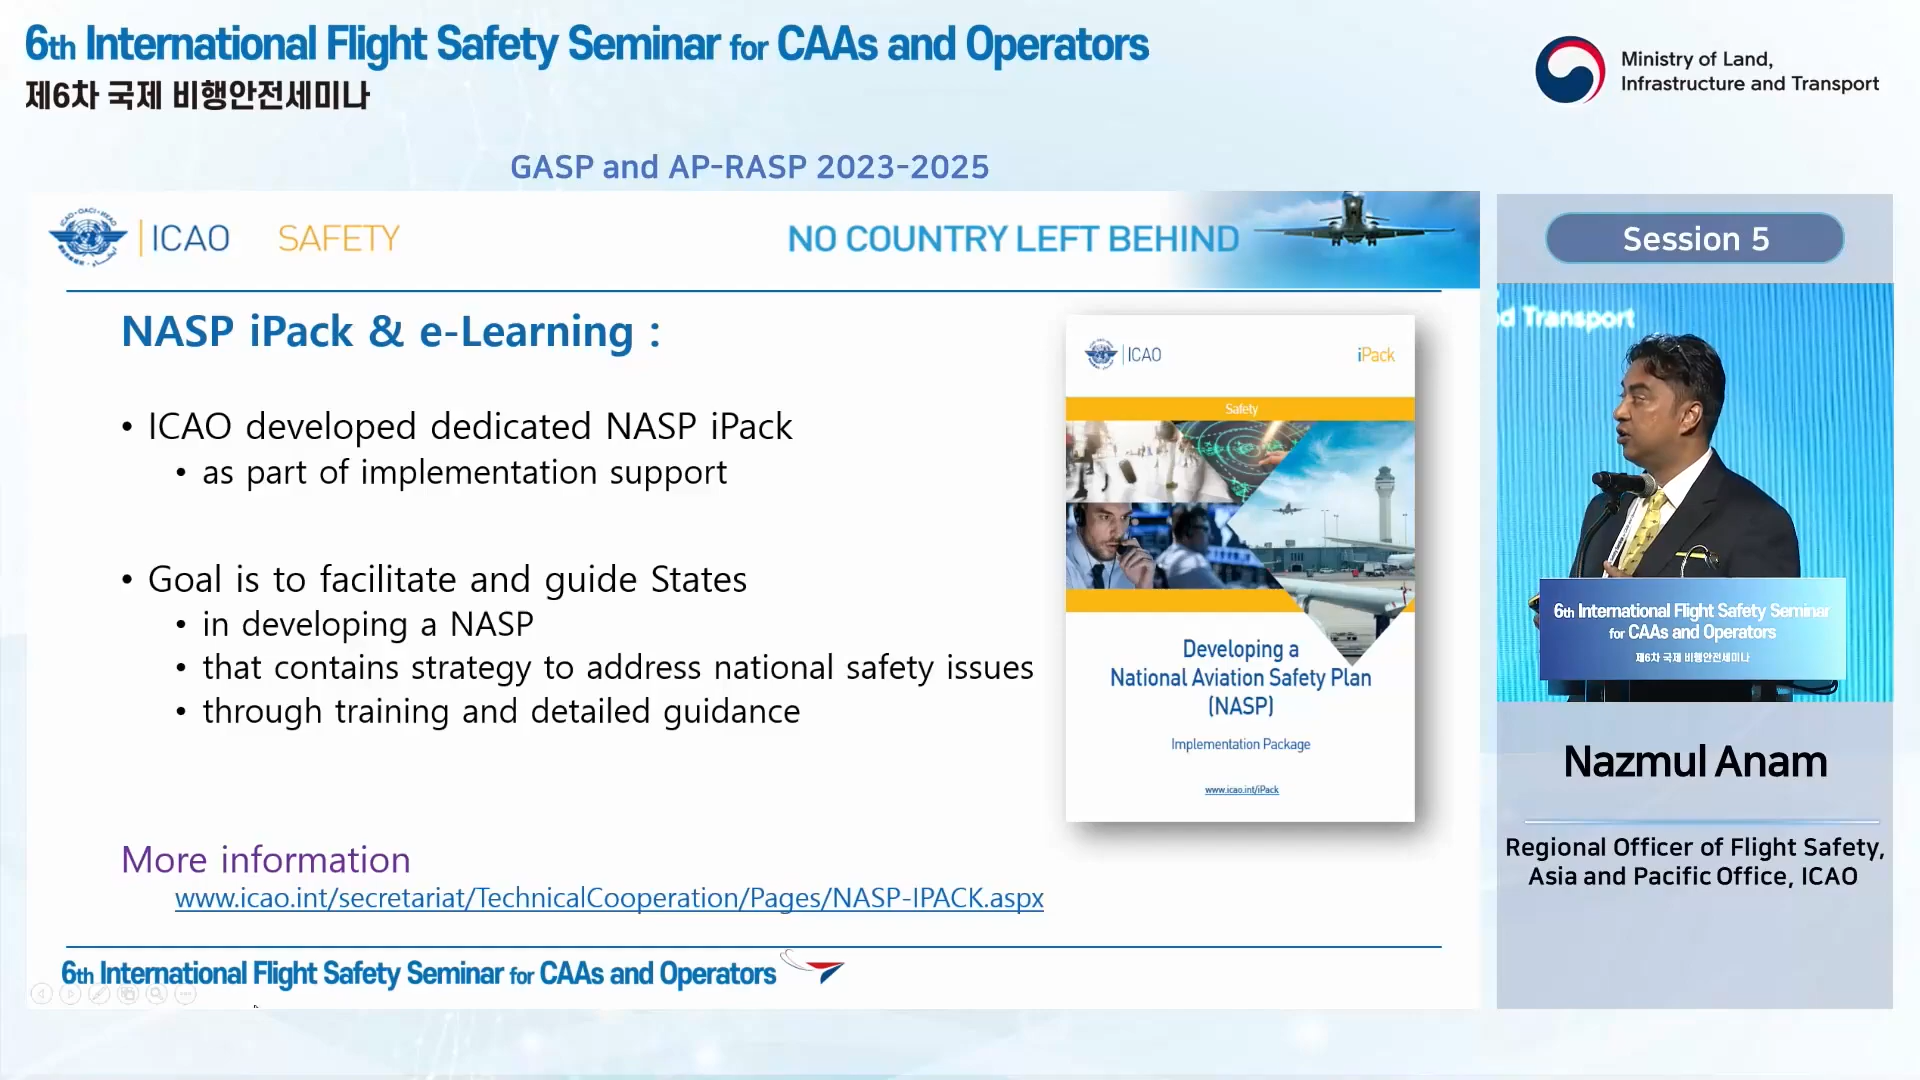 6th International Flight Safety Seminar for CAAs and Operators
제6차 국제 비행안전세미나
Ministry of Land,
Infrastructure and Transport
GASP and AP-RASP 2023-2025
ICAO SAFETY
NO COUNTRY LEFT BEHIND
NASP iPack & e-Learning :
• ICAO developed dedicated NASP iPack
• as part of implementation support
• Goal is to facilitate and guide States
• in developing a NASP
• that contains strategy to address national safety issues
• through training and detailed guidance
More information
www.icao.int/secretariat/TechnicalCooperation/Pages/NASP-IPACK.aspx
ICAO
iPack
Safety
Developing a
National Aviation Safety Plan
(NASP)
Implementation Package
www.icao.int/iPack
6th International Flight Safety Seminar for CAAs and Operators
Session 5
d Transport
6th International Flight Safety Seminar
for CAAs and Operators
제6차 국제 비행안전세미나
Nazmul Anam
Regional Officer of Flight Safety,
Asia and Pacific Office, ICAO